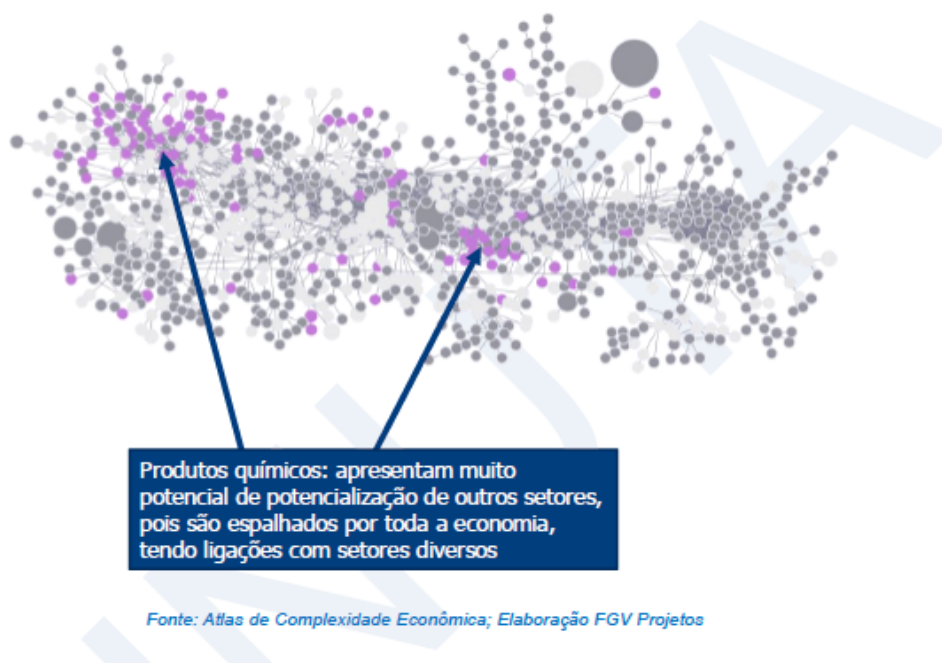 Produtos químicos: apresentam muito
potencial de potencialização de outros setores,
pois são espalhados por toda a economia,
tendo ligações com setores diversos
Fonte: Atlas de Complexidade Econômica; Elaboração FGV Projetos